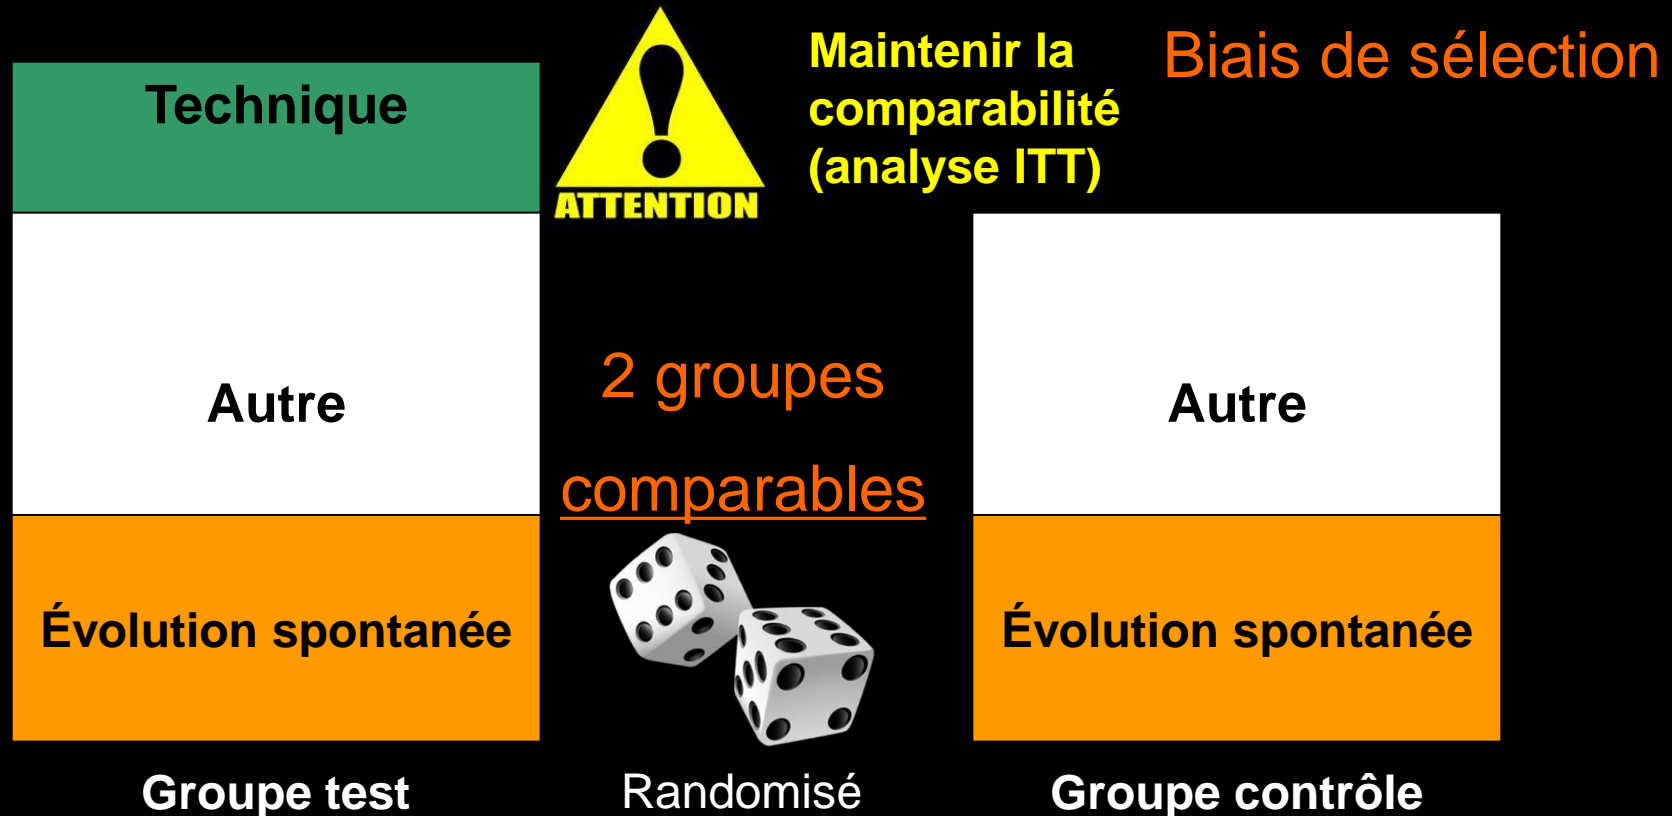 Technique
ATTENTION
Maintenir la
comparabilité
(analyse ITT)
Biais de sélection
Autre
2 groupes
comparables
Autre
Évolution spontanée
Évolution spontanée
Groupe test
Randomisé
Groupe contrôle